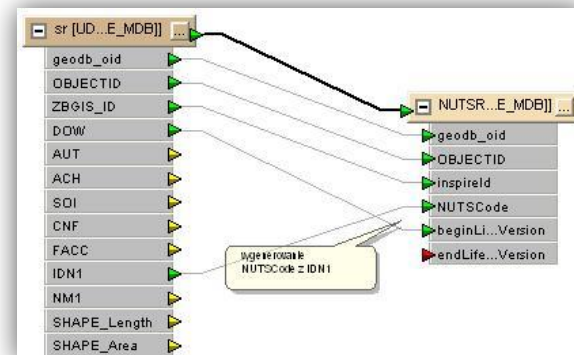 sr [UD...E_MDB]] ...
geodb_oid
OBJECTID
ZBGIS_ID
DOW
AUT
ACH
SOI
CNF
FACC
IDN1
NM1
SHAPE_Length
SHAPE_Area
NUTSR...E_MDB]] ...
geodb_oid
OBJECTID
inspireId
NUTSCode
beginLi...Version
endLife...Version
vygenerovanie
NUTSCode z IDN1